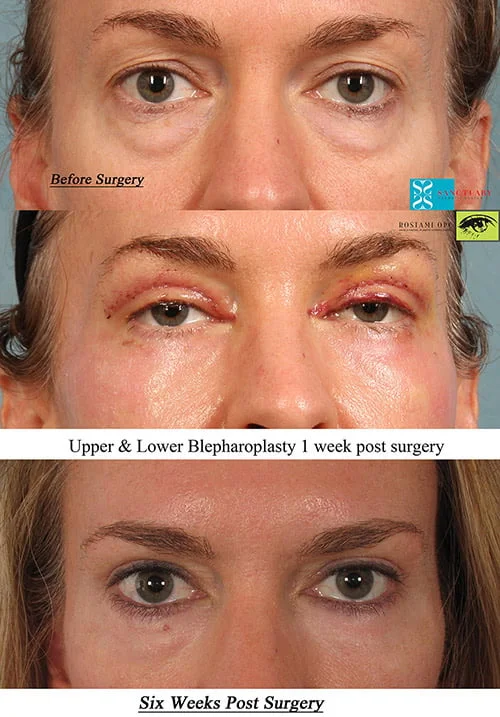 Before Surgery
SANCTUARY
ROSTAMI OPS
Upper & Lower Blepharoplasty 1 week post surgery
Six Weeks Post Surgery